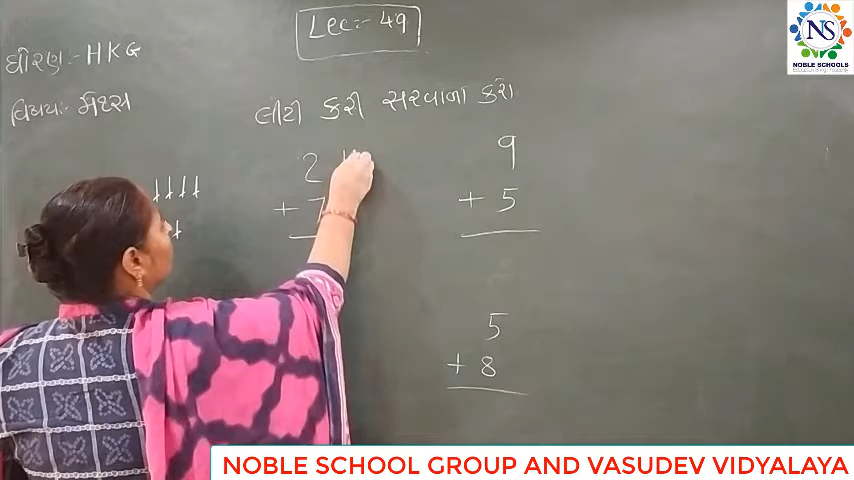 Lec:- 49
ધોરણ:- HKG
વિષય:- મેથ્સ
લીટી કરી સરવાળા કરો
2
+ 7
9
+ 5
5
+ 8
NS
NOBLE SCHOOLS
NOBLE SCHOOL GROUP AND VASUDEV VIDYALAYA